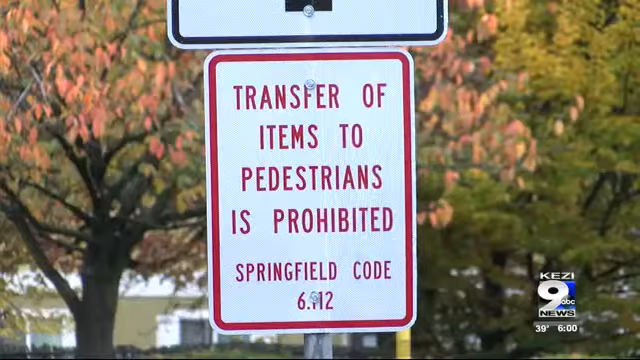 TRANSFER OF
ITEMS TO
PEDESTRIANS
IS PROHIBITED
SPRINGFIELD CODE
6.112
KEZI
9 abc
NEWS
39° 6:00